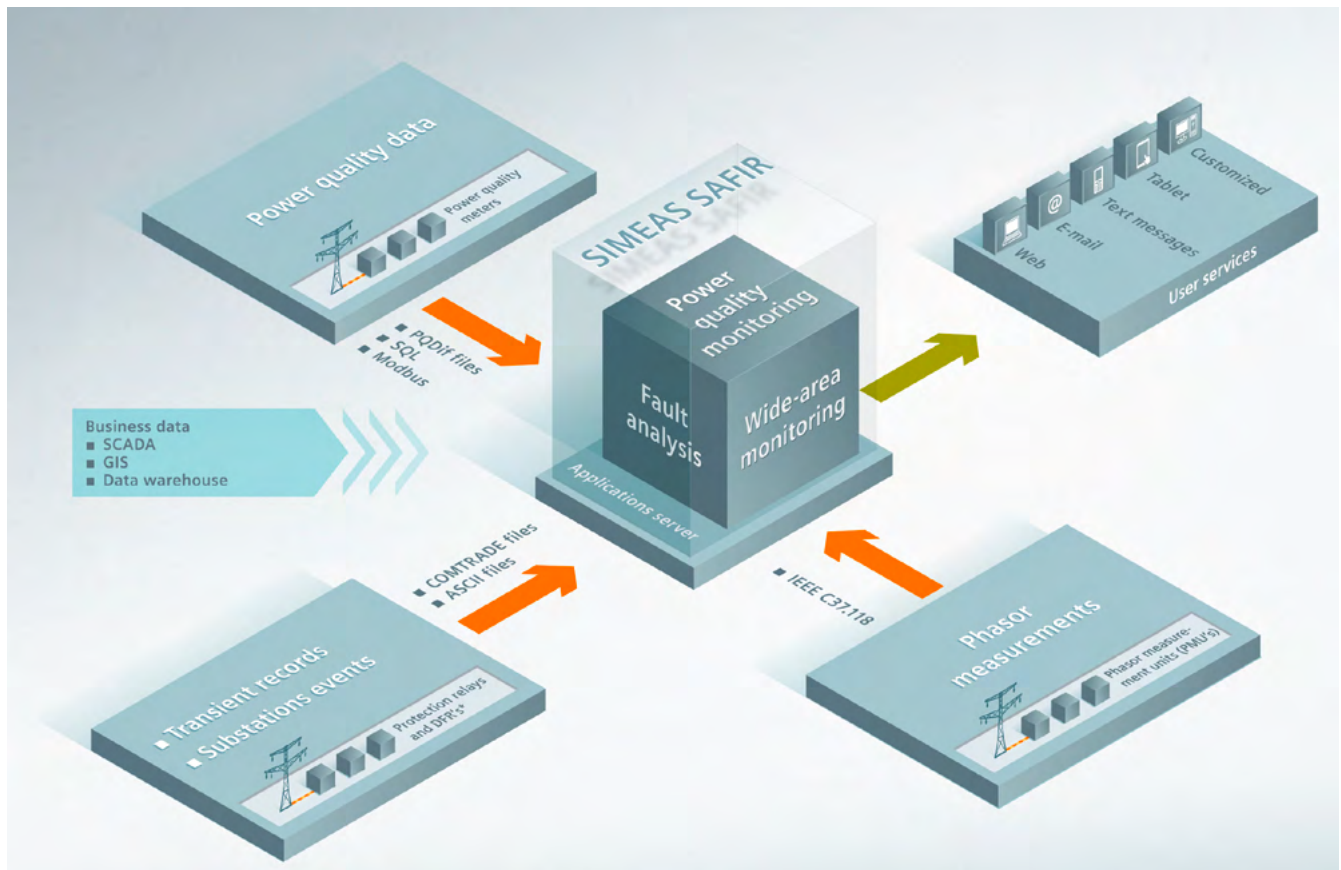 Power quality data
Power quality
meters
■ PQDif files
■ SQL
■ Modbus
SIMEAS SAFIR
Power
quality
monitoring
Fault
analysis
Wide-area
monitoring
Applications server
Customized
Tablet
Text messages
E-mail
Web
User services
Business data
■ SCADA
■ GIS
■ Data warehouse
■ COMTRADE files
■ ASCII files
■ Transient records
■ Substations events
Protection relays
and DFR's*
■ IEEE C37.118
Phasor
measurements
Phasor measure-
ment units (PMU's)